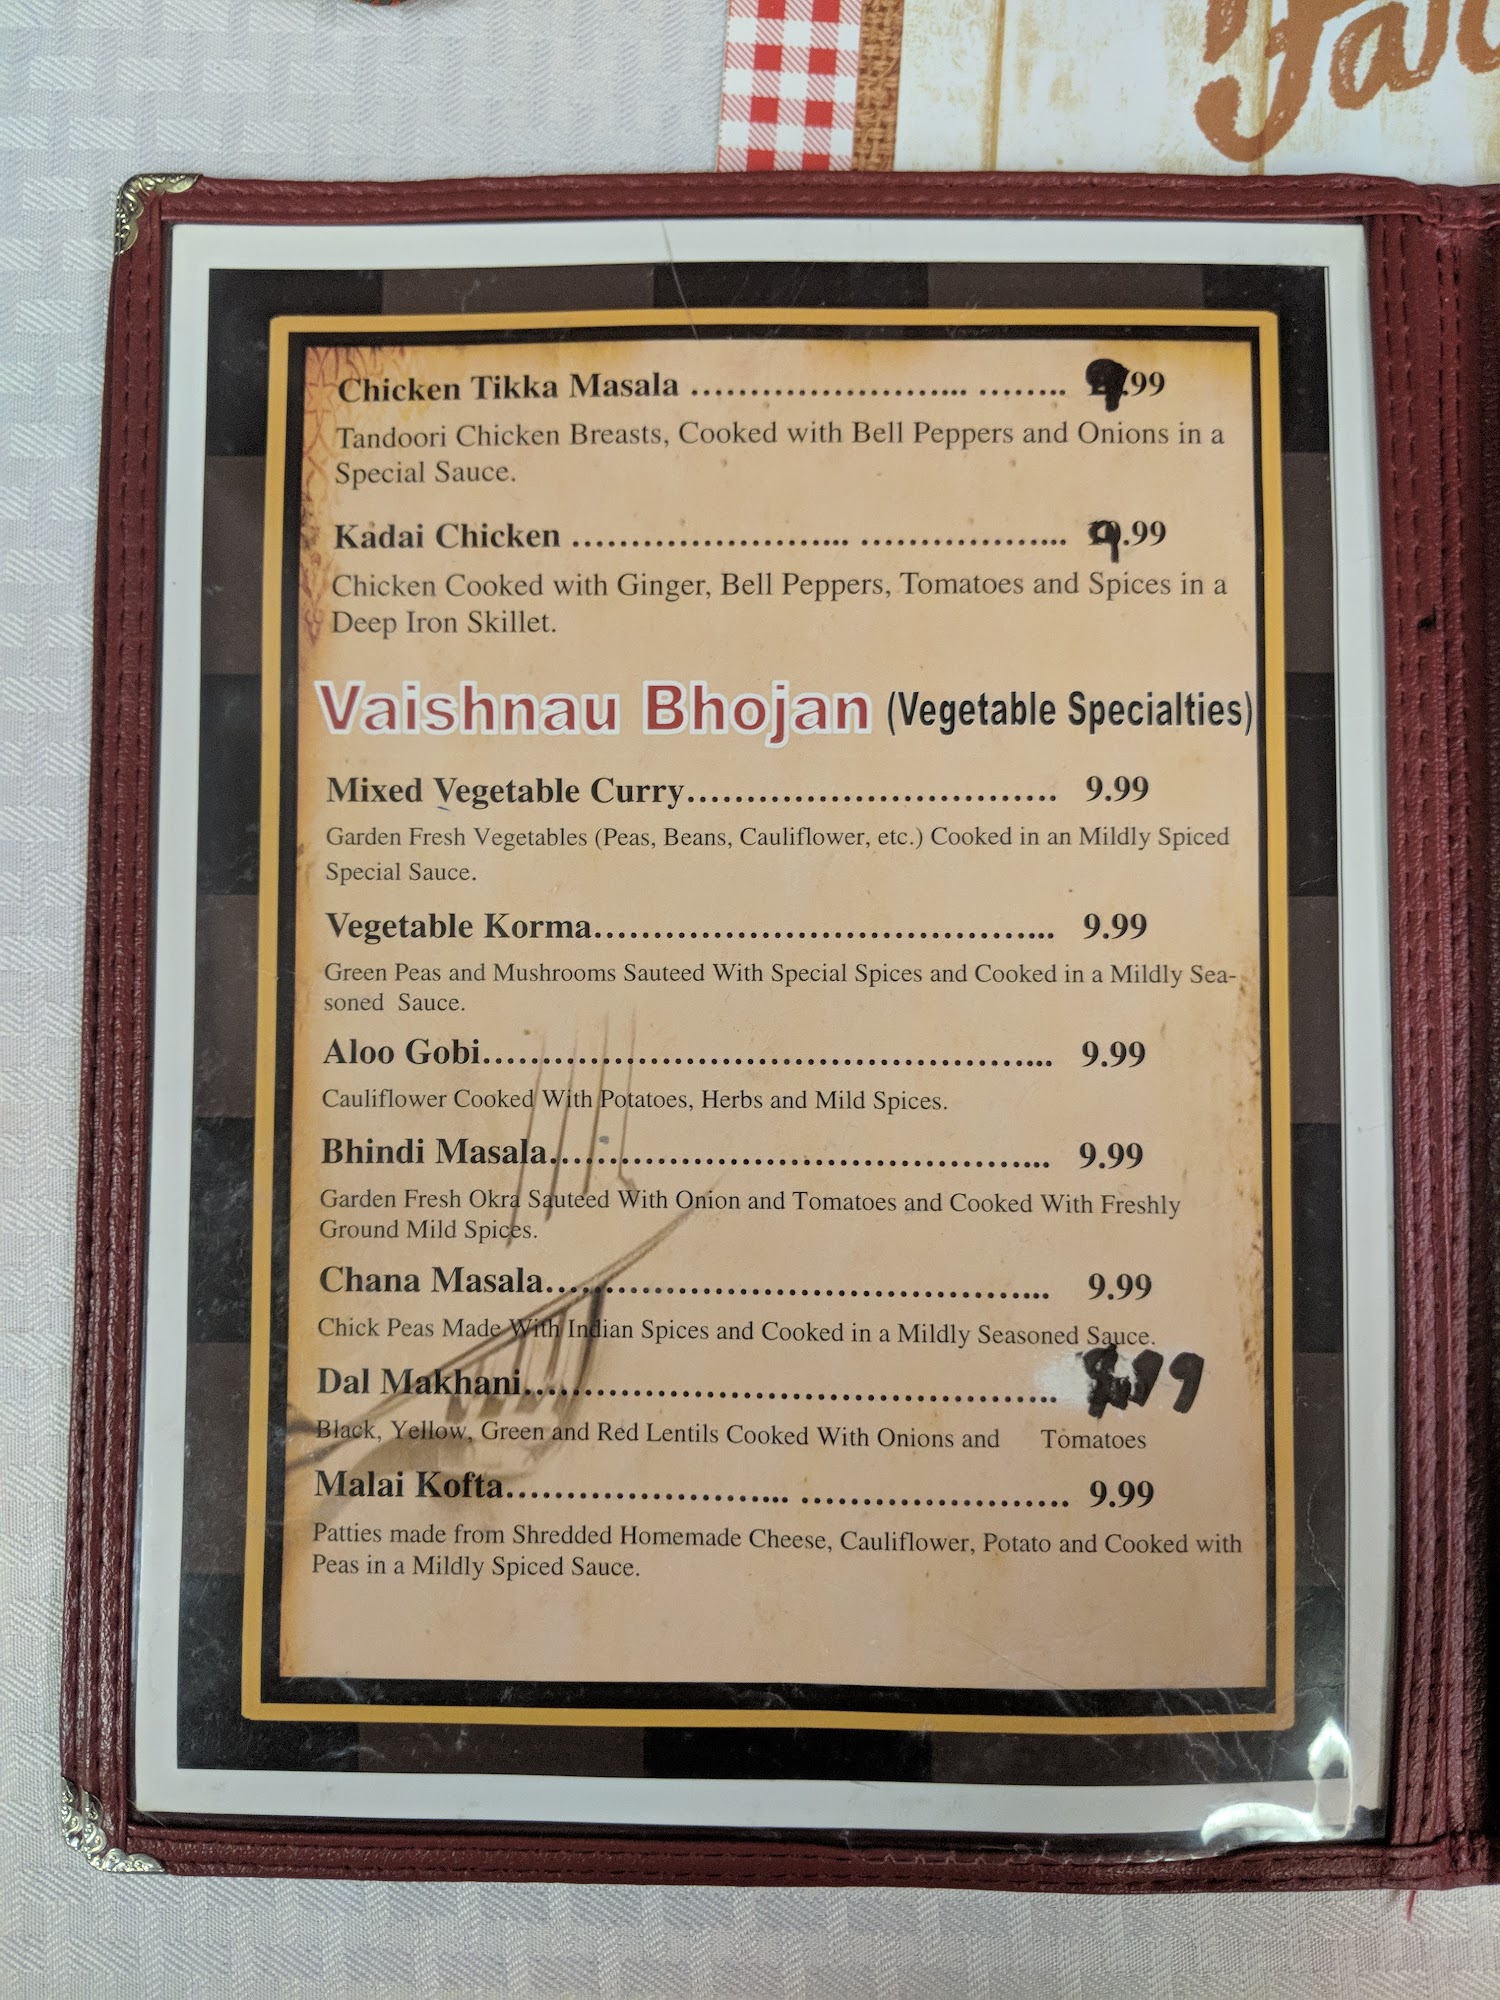 Fall
Chicken Tikka Masala ........................ ........ 9.99
Tandoori Chicken Breasts, Cooked with Bell Peppers and Onions in a
Special Sauce.
Kadai Chicken ........................ .................. 9.99
Chicken Cooked with Ginger, Bell Peppers, Tomatoes and Spices in a
Deep Iron Skillet.
Vaishnau Bhojan (Vegetable Specialties)
Mixed Vegetable Curry................................ 9.99
Garden Fresh Vegetables (Peas, Beans, Cauliflower, etc.) Cooked in an Mildly Spiced
Special Sauce.
Vegetable Korma....................................... 9.99
Green Peas and Mushrooms Sauteed With Special Spices and Cooked in a Mildly Sea-
soned Sauce.
Aloo Gobi................................................ 9.99
Cauliflower Cooked With Potatoes, Herbs and Mild Spices.
Bhindi Masala.......................................... 9.99
Garden Fresh Okra Sauteed With Onion and Tomatoes and Cooked With Freshly
Ground Mild Spices.
Chana Masala.......................................... 9.99
Chick Peas Made With Indian Spices and Cooked in a Mildly Seasoned Sauce.
Dal Makhani.............................................
Black, Yellow, Green and Red Lentils Cooked With Onions and Tomatoes
Malai Kofta........................ ...................... 9.99
Patties made from Shredded Homemade Cheese, Cauliflower, Potato and Cooked with
Peas in a Mildly Spiced Sauce.